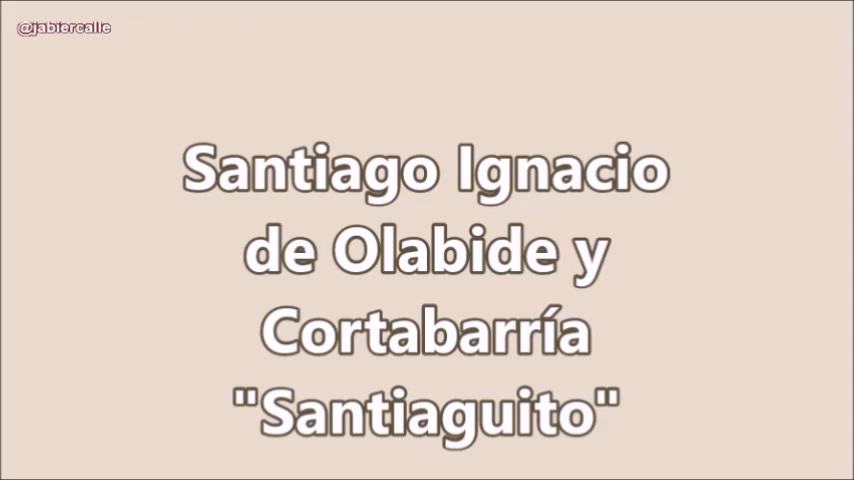 @jabiercalle
Santiago Ignacio
de Olabide y
Cortabarría
"Santiaguito"